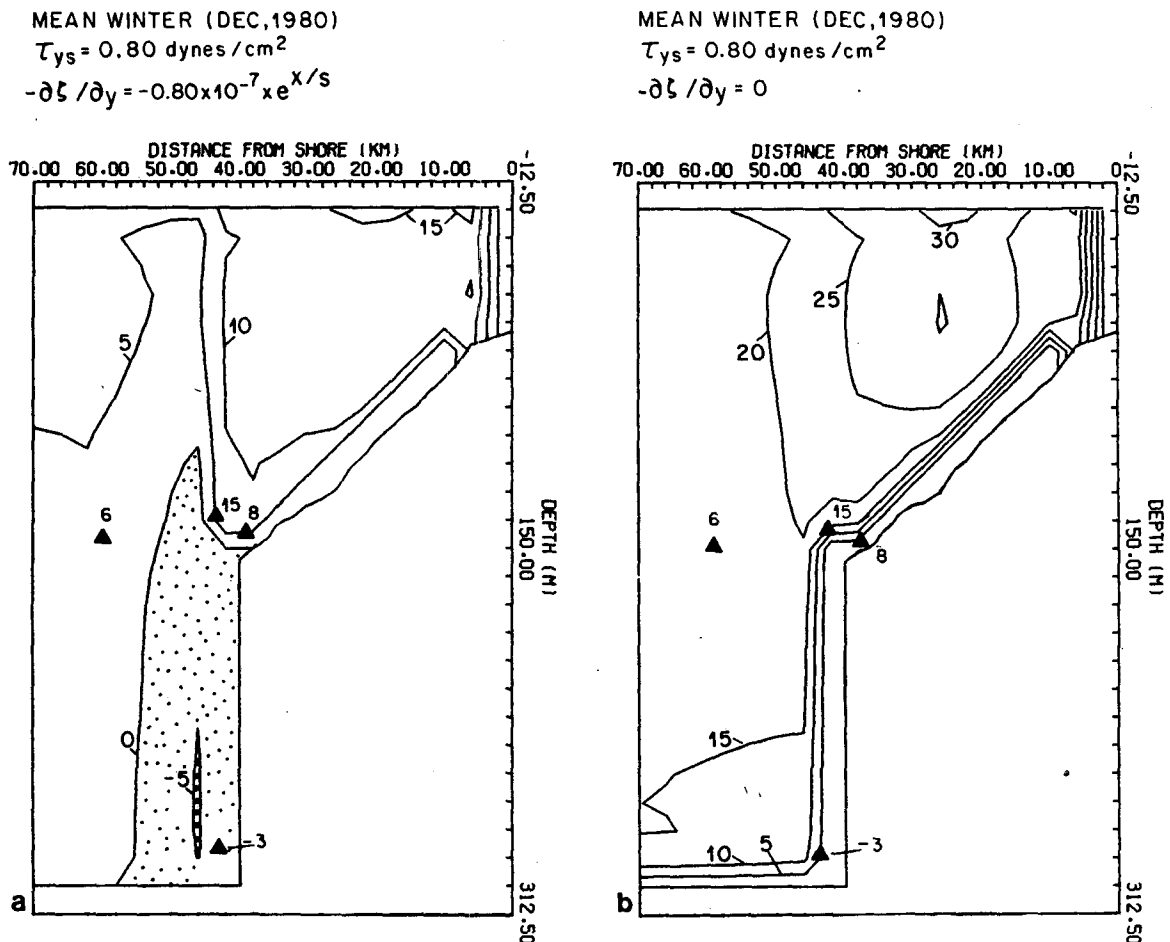 MEAN WINTER (DEC,1980)
τys = 0.80 dynes/cm²
-∂ζ/∂y = -0.80x10⁻⁷ x e^x/s
DISTANCE FROM SHORE (KM)
70.00 60.00 50.00 40.00 30.00 20.00 10.00 0
-12.50
15
10
5
15
8
6
150.00
DEPTH (M)
0
-5
-3
312.50
a
MEAN WINTER (DEC,1980)
τys = 0.80 dynes/cm²
-∂ζ/∂y = 0
DISTANCE FROM SHORE (KM)
70.00 60.00 50.00 40.00 30.00 20.00 10.00 0
-12.50
30
25
20
15
6
8
150.00
DEPTH (M)
15
10
5
-3
312.50
b